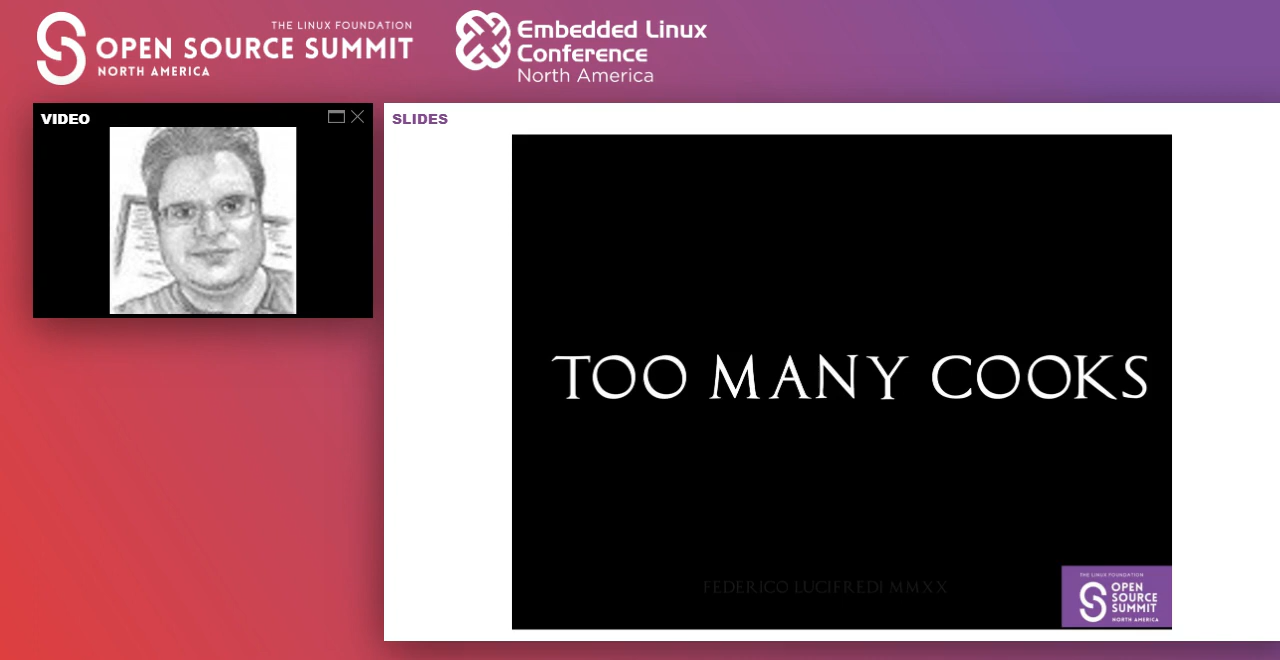 THE LINUX FOUNDATION
OPEN SOURCE SUMMIT
NORTH AMERICA
Embedded Linux
Conference
North America
VIDEO
SLIDES
TOO MANY COOKS
FEDERICO LUCIFREDI MMXX
THE LINUX FOUNDATION
OPEN
SOURCE
SUMMIT
NORTH AMERICA